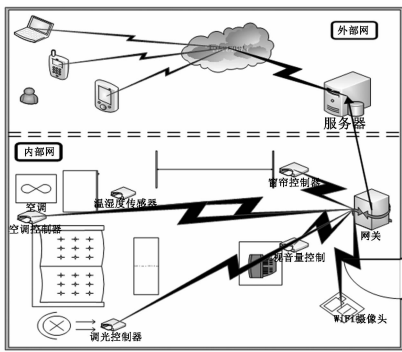 外部网
服务器
内部网
空调
温湿度传感器
窗帘控制器
空调控制器
网关
视音量控制
WiFi摄像头
调光控制器